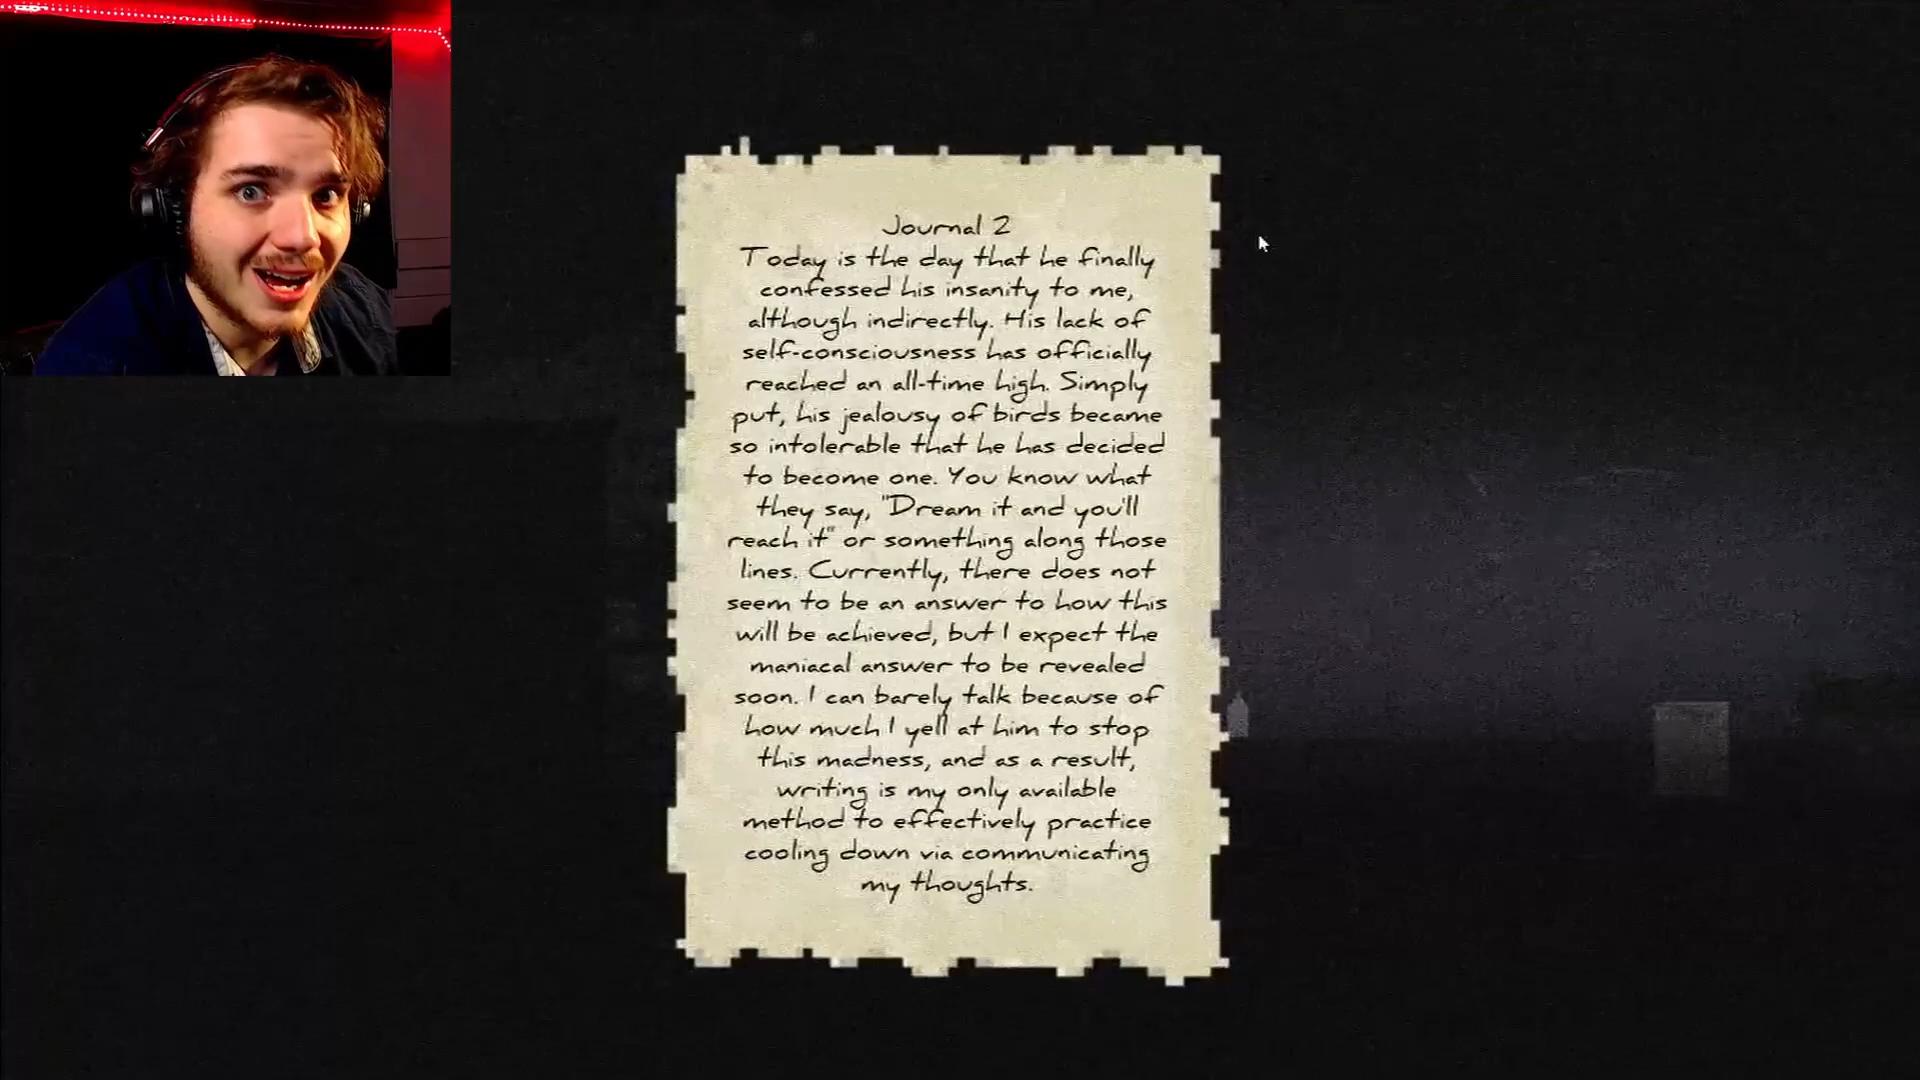 Journal 2
Today is the day that he finally
confessed his insanity to me,
although indirectly. His lack of
self-consciousness has officially
reached an all-time high. Simply
put, his jealousy of birds became
so intolerable that he has decided
to become one. You know what
they say, "Dream it and you'll
reach it" or something along those
lines. Currently, there does not
seem to be an answer to how this
will be achieved, but I expect the
maniacal answer to be revealed
soon. I can barely talk because of
how much I yell at him to stop
this madness, and as a result,
writing is my only available
method to effectively practice
cooling down via communicating
my thoughts.